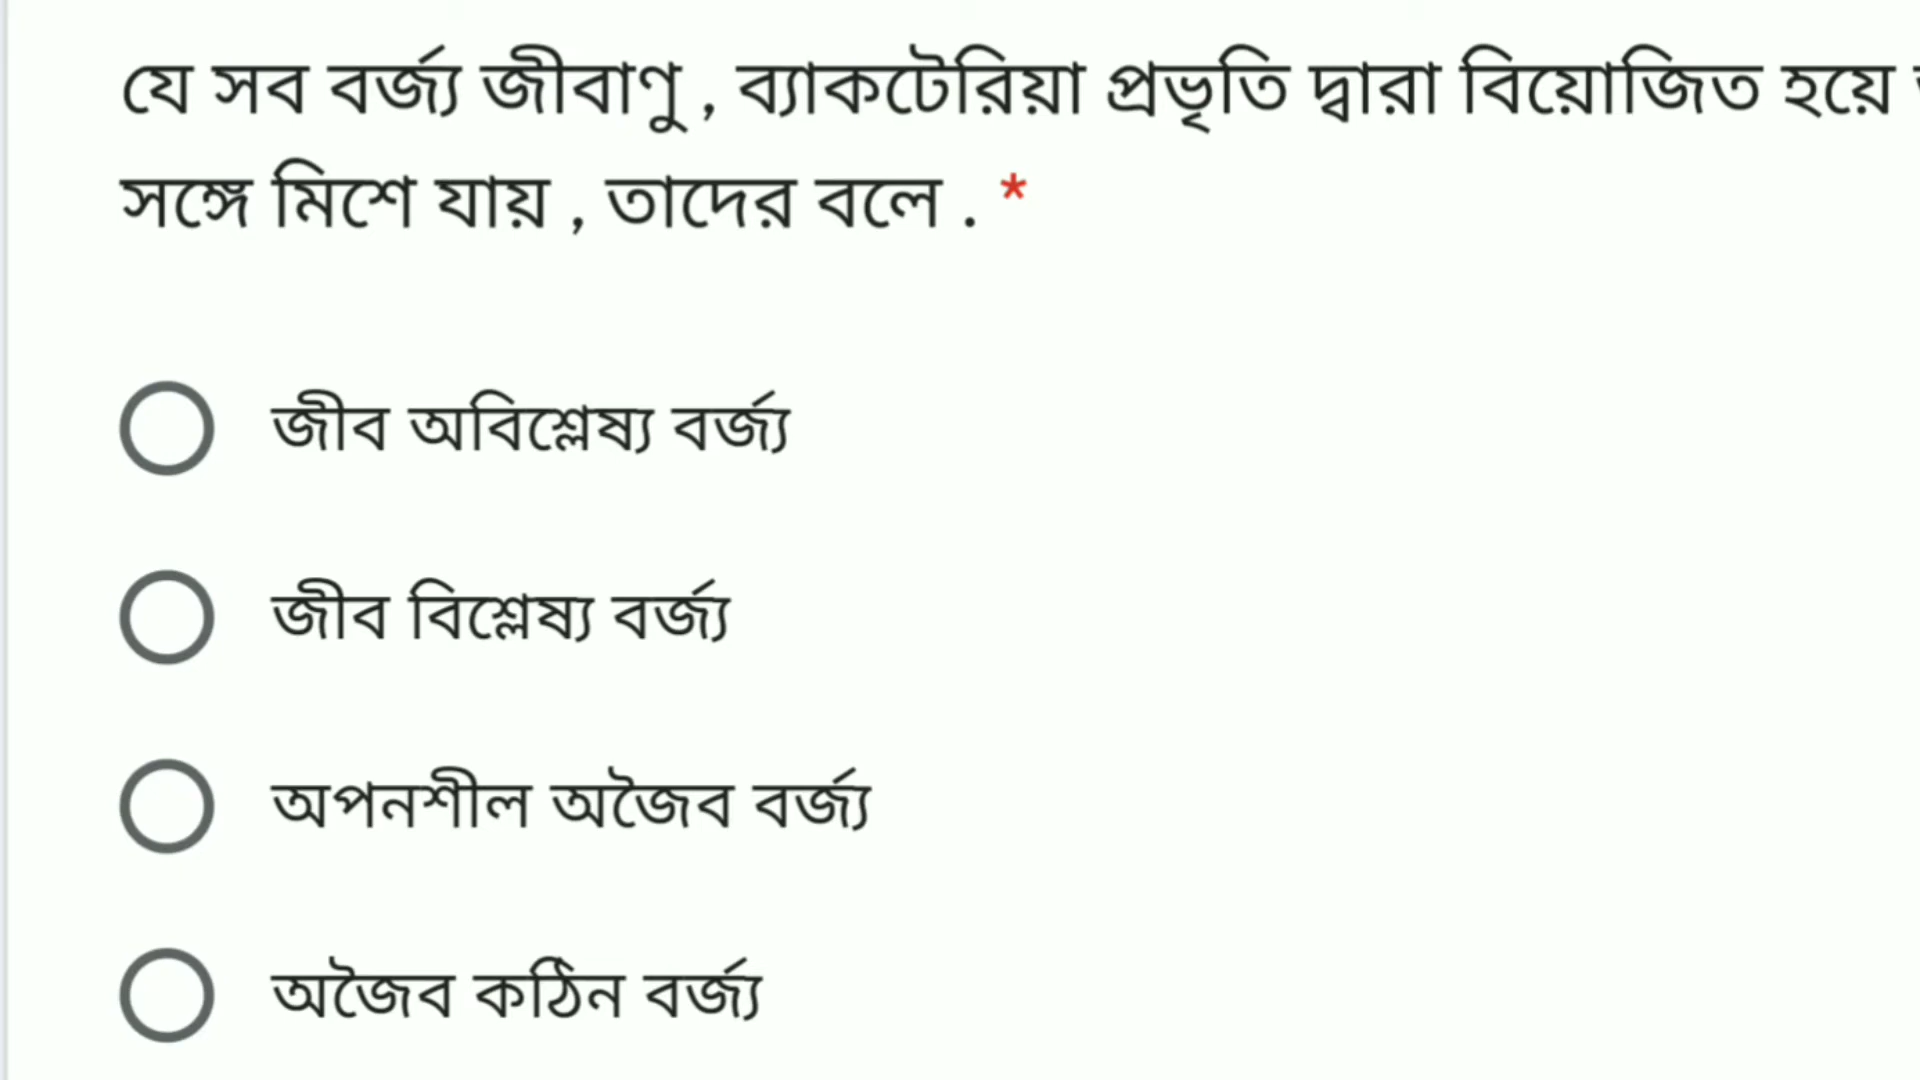 যে সব বর্জ্য জীবাণু , ব্যাকটেরিয়া প্রভৃতি দ্বারা বিয়োজিত হয়ে
সঙ্গে মিশে যায় , তাদের বলে . *
জীব অবিশ্লেষ্য বর্জ্য
জীব বিশ্লেষ্য বর্জ্য
অপনশীল অজৈব বর্জ্য
অজৈব কঠিন বর্জ্য